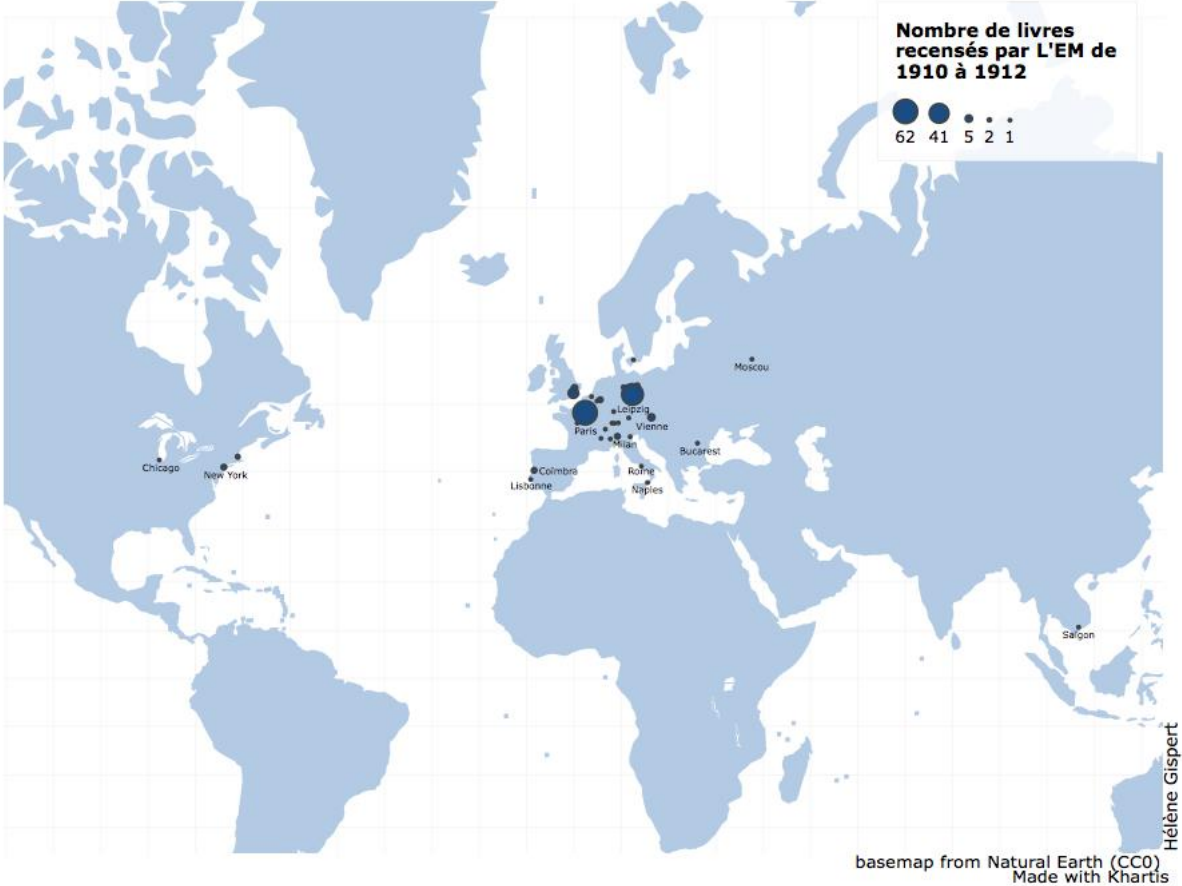 Nombre de livres
recensés par L'EM de
1910 à 1912
62 41 5 2 1
Moscou
Leipzig
Paris
Vienne
Milan
Bucarest
Chicago
New York
Coïmbra
Rome
Lisbonne
Naples
Saïgon
Hélène Gispert
basemap from Natural Earth (CC0)
Made with Khartis